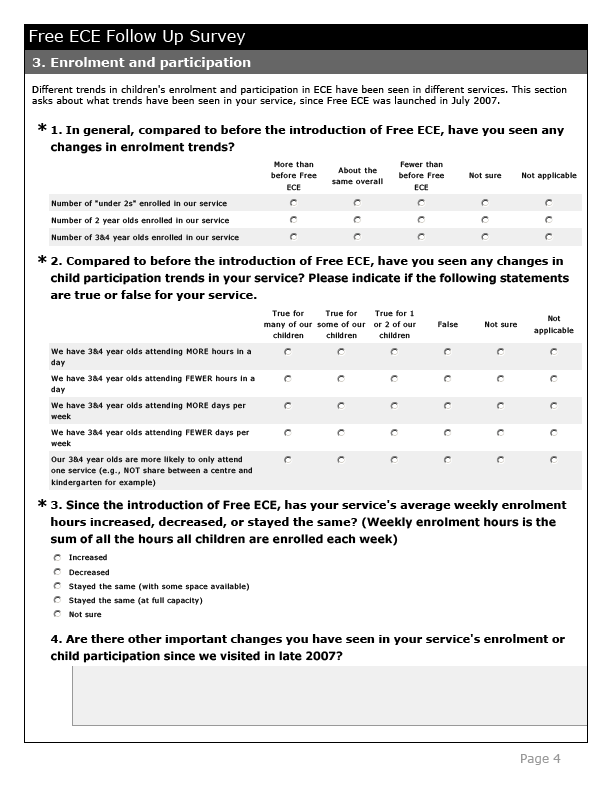 Free ECE Follow Up Survey
3. Enrolment and participation
Different trends in children's enrolment and participation in ECE have been seen in different services. This section
asks about what trends have been seen in your service, since Free ECE was launched in July 2007.
* 1. In general, compared to before the introduction of Free ECE, have you seen any
changes in enrolment trends?
More than before Free ECE
About the same overall
Fewer than before Free ECE
Not sure
Not applicable
Number of "under 2s" enrolled in our service
Number of 2 year olds enrolled in our service
Number of 3&4 year olds enrolled in our service
* 2. Compared to before the introduction of Free ECE, have you seen any changes in
child participation trends in your service? Please indicate if the following statements
are true or false for your service.
True for many of our children
True for some of our children
True for 1 or 2 of our children
False
Not sure
Not applicable
We have 3&4 year olds attending MORE hours in a
day
We have 3&4 year olds attending FEWER hours in a
day
We have 3&4 year olds attending MORE days per
week
We have 3&4 year olds attending FEWER days per
week
Our 3&4 year olds are more likely to only attend
one service (e.g., NOT share between a centre and
kindergarten for example)
* 3. Since the introduction of Free ECE, has your service's average weekly enrolment
hours increased, decreased, or stayed the same? (Weekly enrolment hours is the
sum of all the hours all children are enrolled each week)
Increased
Decreased
Stayed the same (with some space available)
Stayed the same (at full capacity)
Not sure
4. Are there other important changes you have seen in your service's enrolment or
child participation since we visited in late 2007?
Page 4